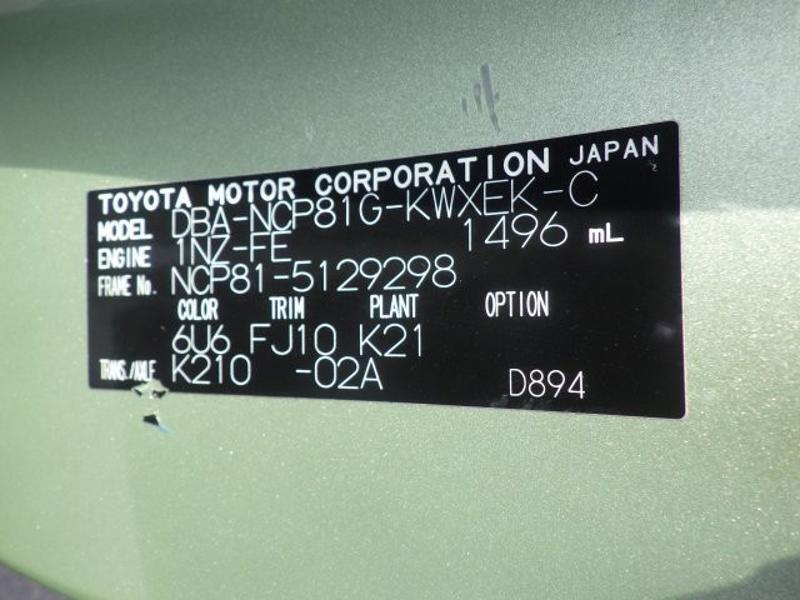 TOYOTA MOTOR CORPORATION JAPAN
MODEL DBA-NCP81G-KWXEK-C
ENGINE 1NZ-FE 1496 mL
FRAME No. NCP81-5129298
COLOR TRIM PLANT OPTION
6U6 FJ10 K21
TRANS./AXLE K210 -02A D894